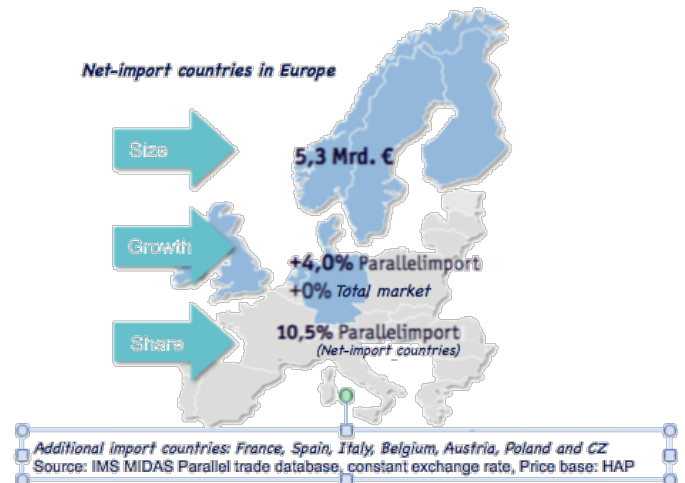 Net-import countries in Europe
Size
5,3 Mrd. €
Growth
+4,0% Parallelimport
+0% Total market
Share
10,5% Parallelimport
(Net-import countries)
Additional import countries: France, Spain, Italy, Belgium, Austria, Poland and CZ
Source: IMS MIDAS Parallel trade database, constant exchange rate, Price base: HAP